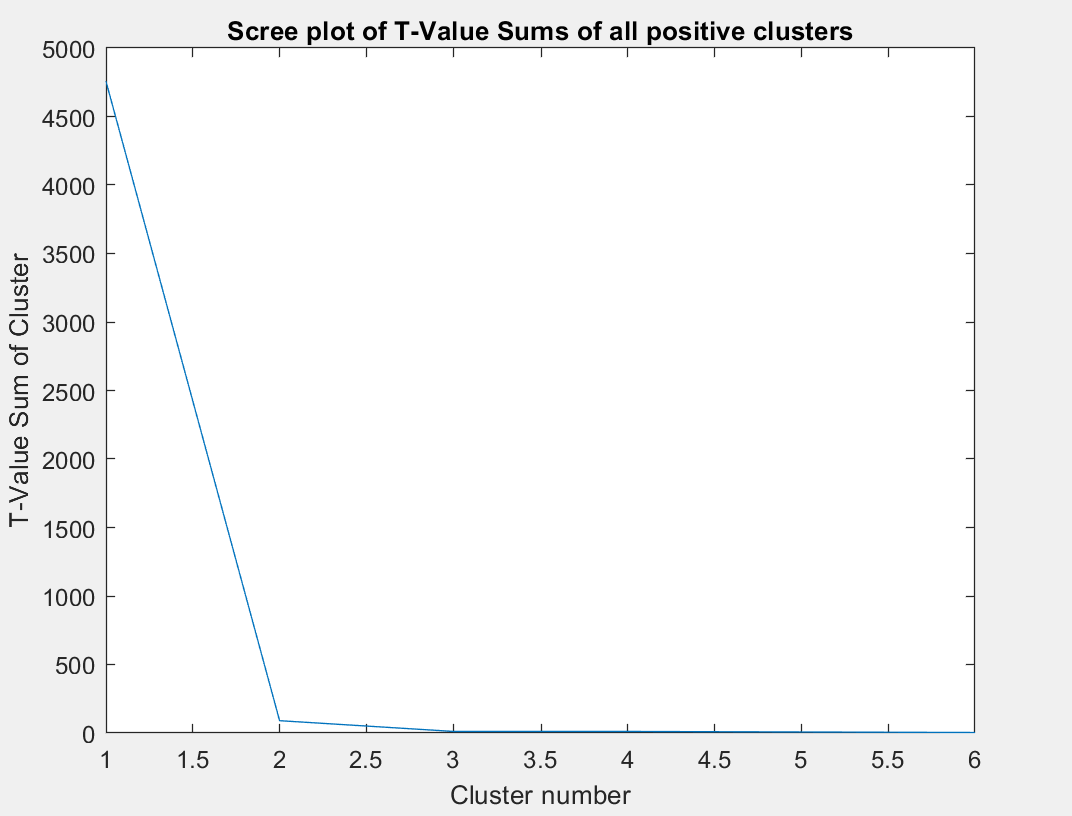 Scree plot of T-Value Sums of all positive clusters
5000
4500
4000
3500
3000
2500
2000
1500
1000
500
0
T-Value Sum of Cluster
1 1.5 2 2.5 3 3.5 4 4.5 5 5.5 6
Cluster number